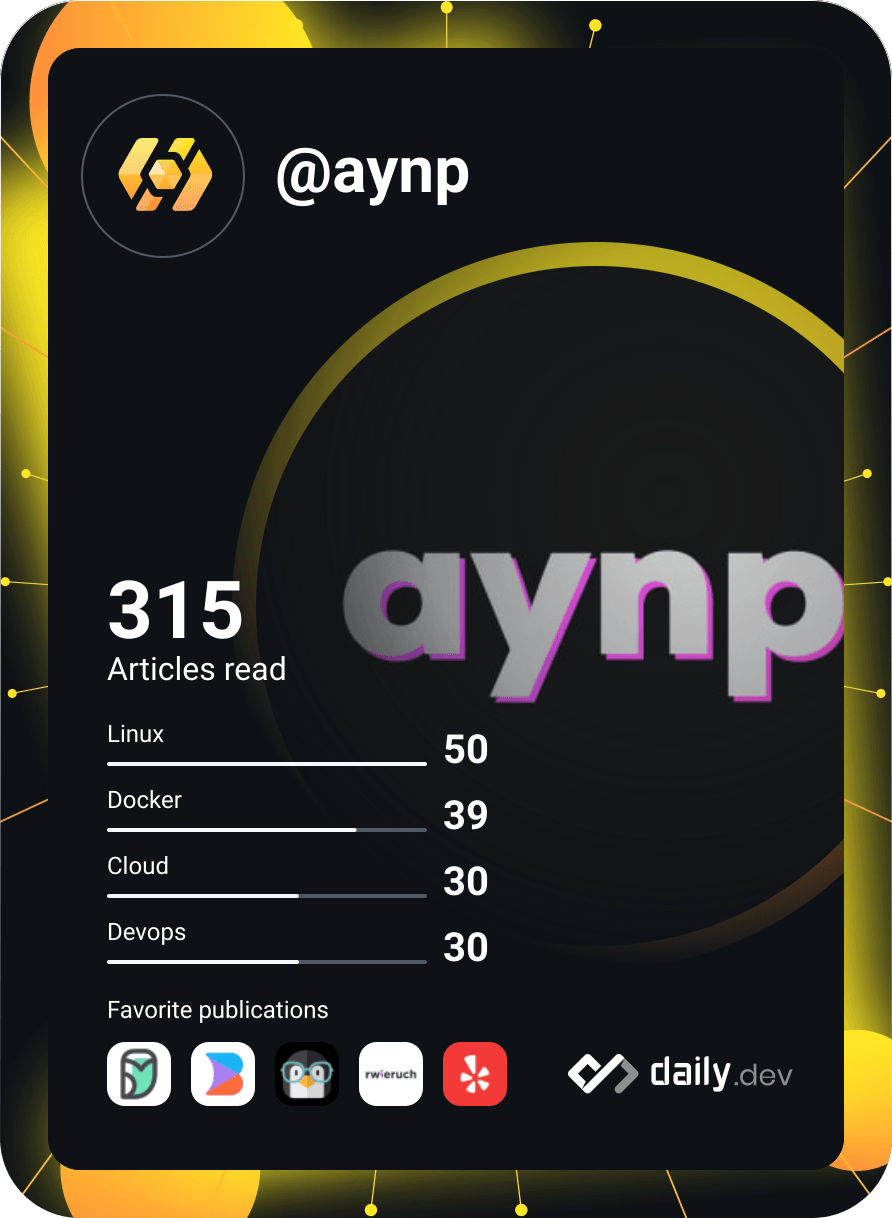 @aynp
aynp
315
Articles read
Linux
50
Docker
39
Cloud
30
Devops
30
Favorite publications
rwieruch
daily.dev